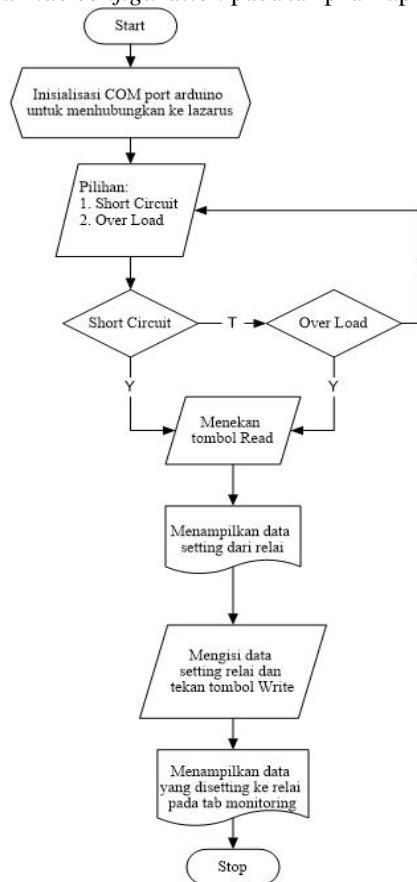 Start
Inisialisasi COM port arduino
untuk menhubungkan ke lazarus
Pilihan:
1. Short Circuit
2. Over Load
Short Circuit
T
Over Load
Y
Y
Menekan
tombol Read
Menampilkan data
setting dari relai
Mengisi data
setting relai dan
tekan tombol Write
Menampilkan data
yang disetting ke relai
pada tab monitoring
Stop